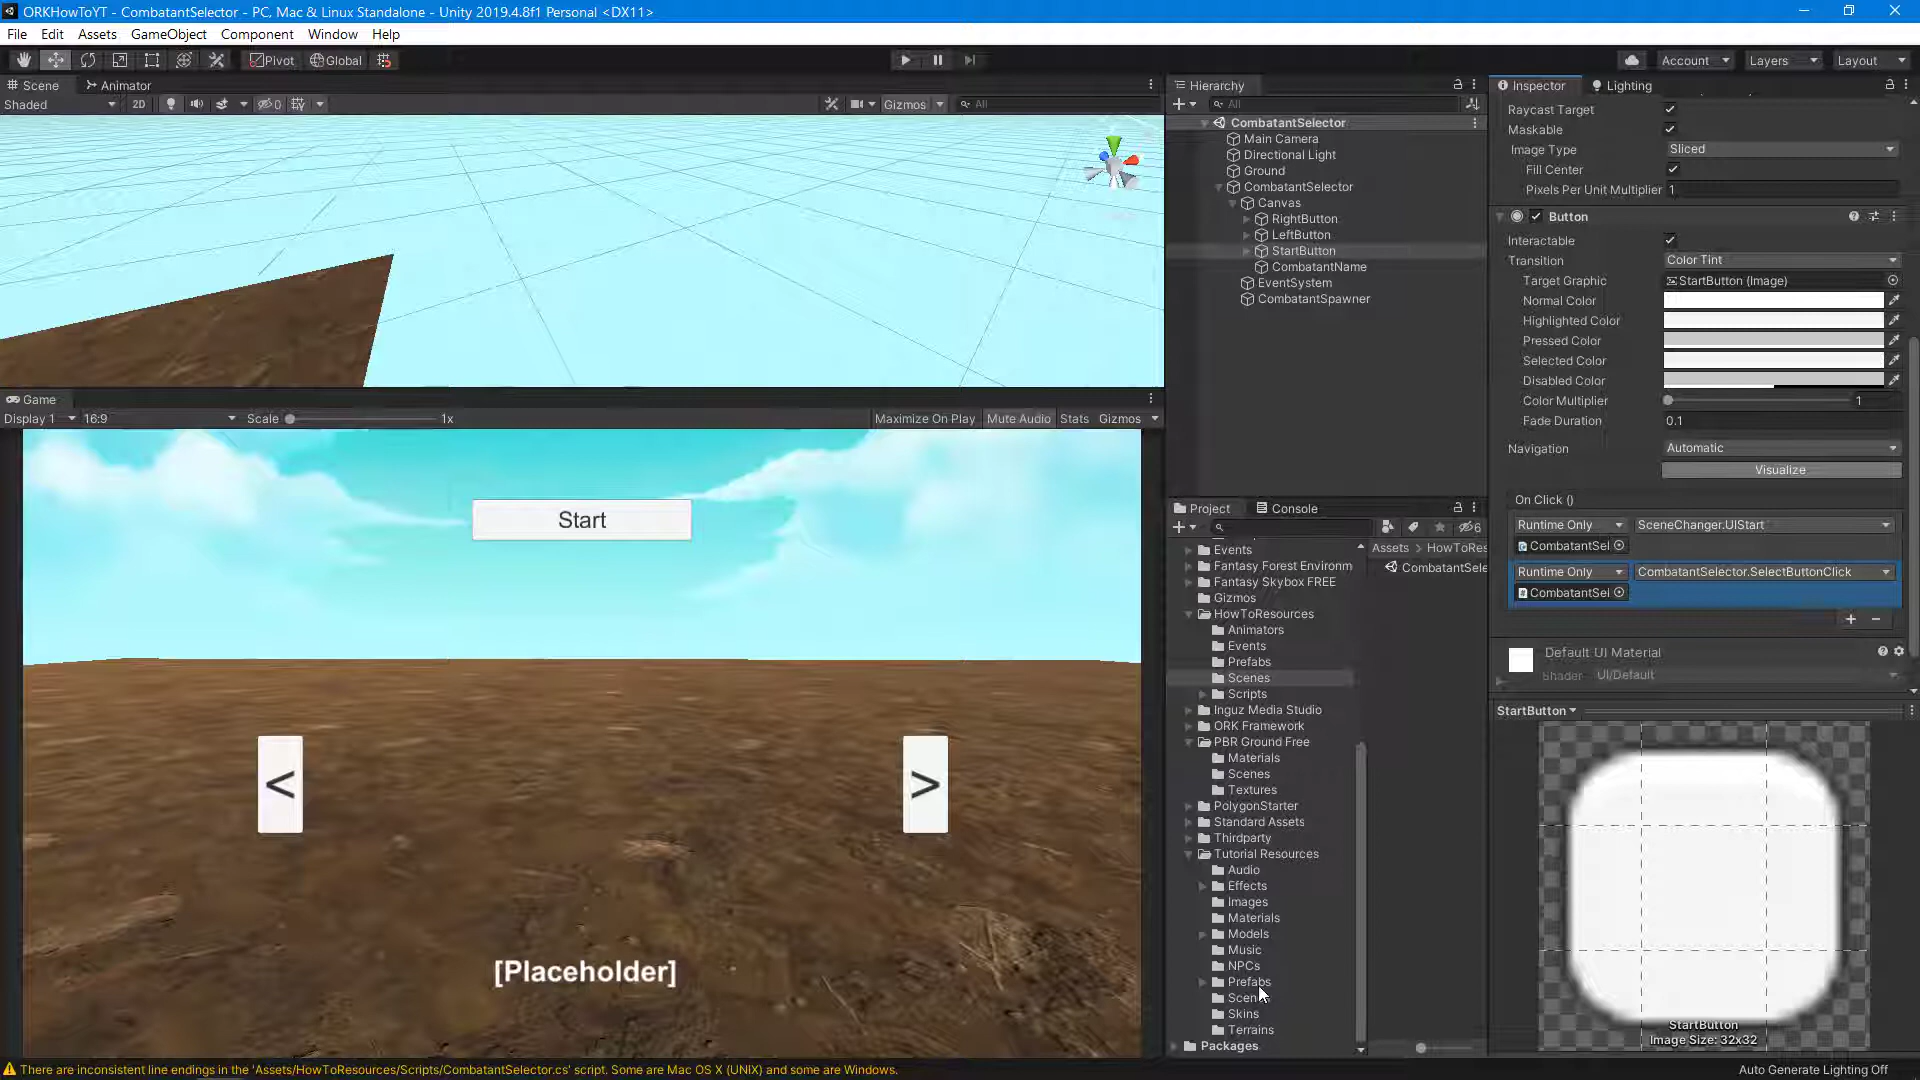 ORKHowToYT - CombatantSelector - PC, Mac & Linux Standalone - Unity 2019.4.8f1 Personal <DX11>
File Edit Assets GameObject Component Window Help
Pivot Global Account Layers Layout
Scene Animator
Shaded 2D 0 Gizmos All
Game
Display 1 16:9 Scale 1x Maximize On Play Mute Audio Stats Gizmos
Start
<
>
[Placeholder]
Hierarchy
All
CombatantSelector
Main Camera
Directional Light
Ground
CombatantSelector
Canvas
RightButton
LeftButton
StartButton
CombatantName
EventSystem
CombatantSpawner
Project Console
6
Assets > HowToRes
CombatantSele
Events
Fantasy Forest Environm
Fantasy Skybox FREE
Gizmos
HowToResources
Animators
Events
Prefabs
Scenes
Scripts
Inguz Media Studio
ORK Framework
PBR Ground Free
Materials
Scenes
Textures
PolygonStarter
Standard Assets
Thirdparty
Tutorial Resources
Audio
Effects
Images
Materials
Models
Music
NPCs
Prefabs
Scen
Skins
Terrains
Packages
Inspector Lighting
Raycast Target
Maskable
Image Type Sliced
Fill Center
Pixels Per Unit Multiplier 1
Button
Interactable
Transition Color Tint
Target Graphic StartButton (Image)
Normal Color
Highlighted Color
Pressed Color
Selected Color
Disabled Color
Color Multiplier 1
Fade Duration 0.1
Navigation Automatic
Visualize
On Click ()
Runtime Only SceneChanger.UIStart
CombatantSel
Runtime Only CombatantSelector.SelectButtonClick
CombatantSel
+ −
Default UI Material
Shader UI/Default
StartButton
StartButton
Image Size: 32x32
There are inconsistent line endings in the 'Assets/HowToResources/Scripts/CombatantSelector.cs' script. Some are Mac OS X (UNIX) and some are Windows.
Auto Generate Lighting Off